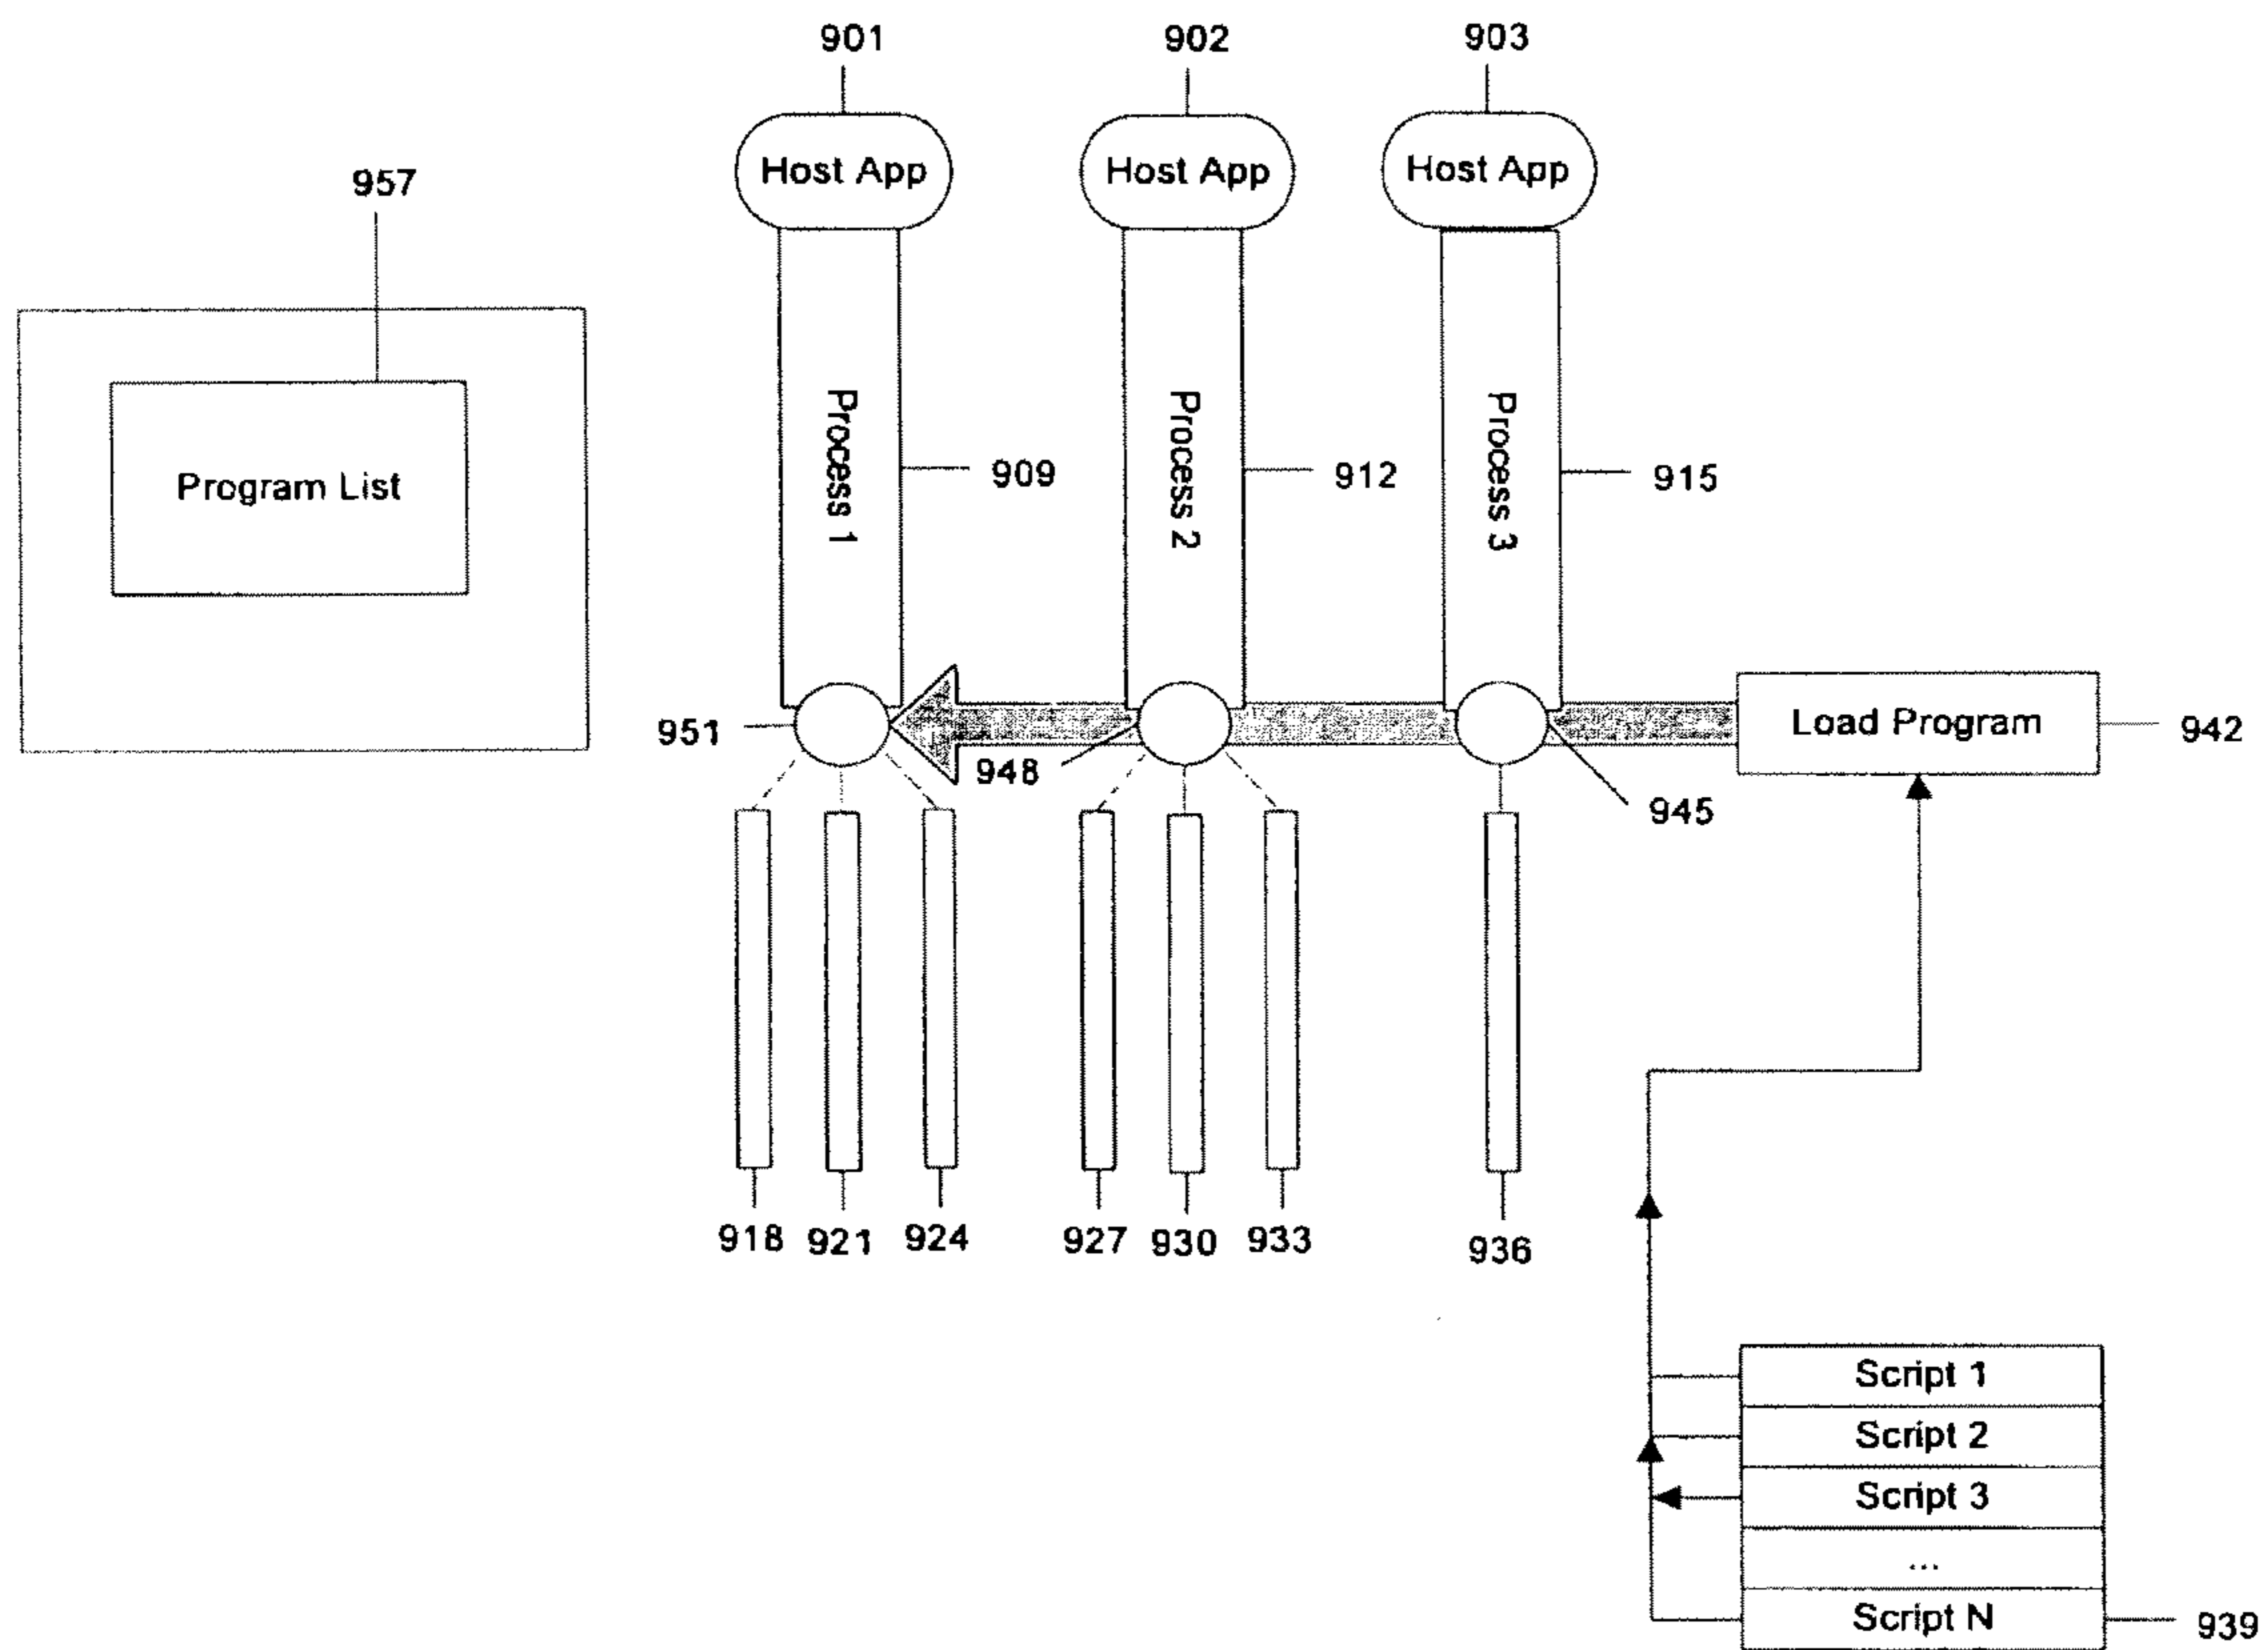 901
902
903
Host App
Host App
Host App
957
Program List
Process 1
909
Process 2
912
Process 3
915
951
948
945
Load Program
942
918
921
924
927
930
933
936
Script 1
Script 2
Script 3
...
Script N
939